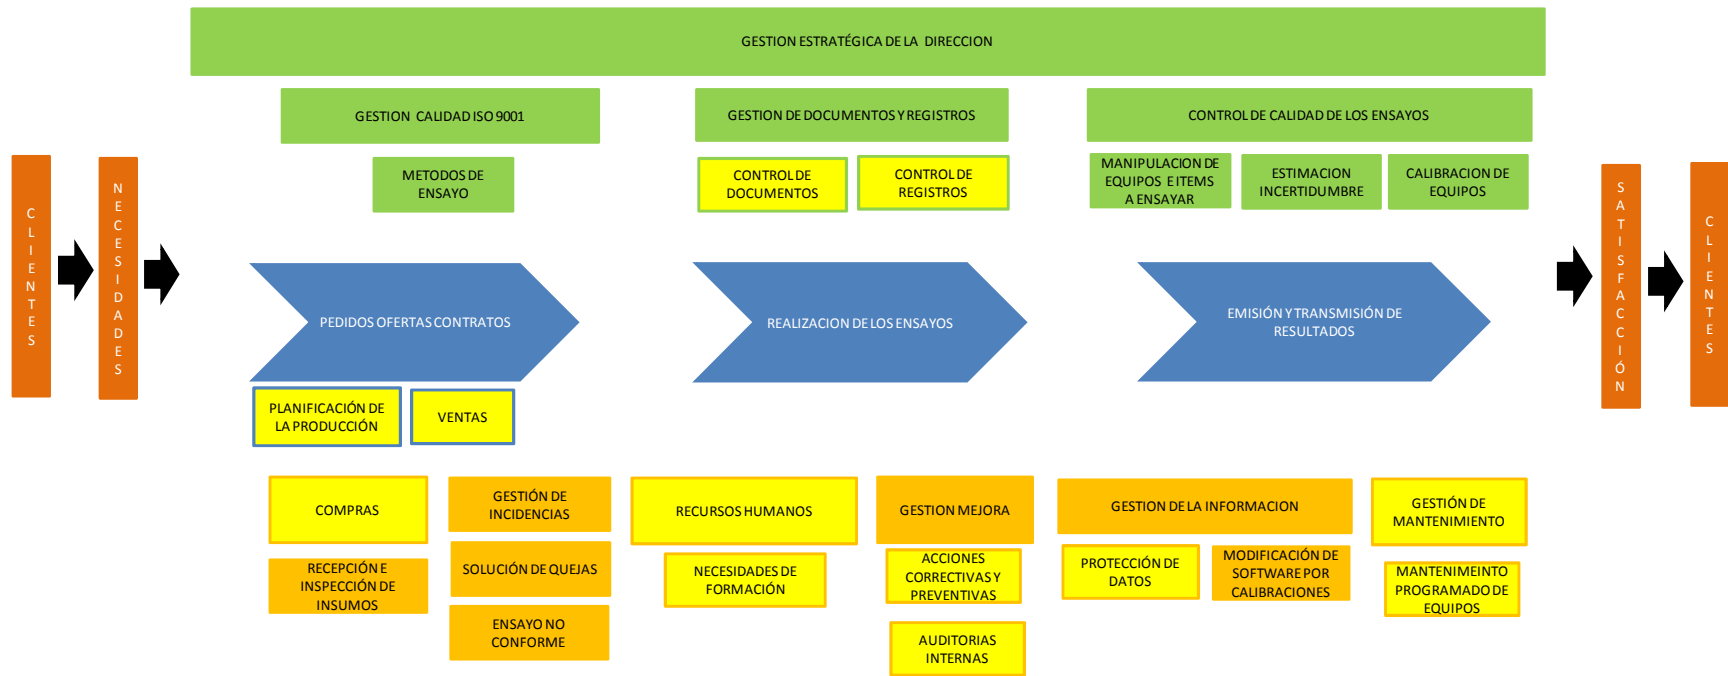 GESTION ESTRATÉGICA DE LA DIRECCION
GESTION CALIDAD ISO 9001
GESTION DE DOCUMENTOS Y REGISTROS
CONTROL DE CALIDAD DE LOS ENSAYOS
METODOS DE
ENSAYO
CONTROL DE
DOCUMENTOS
CONTROL DE
REGISTROS
MANIPULACION DE
EQUIPOS E ITEMS
A ENSAYAR
ESTIMACION
INCERTIDUMBRE
CALIBRACION DE
EQUIPOS
CLIENTES
NECESIDADES
PEDIDOS OFERTAS CONTRATOS
REALIZACION DE LOS ENSAYOS
EMISIÓN Y TRANSMISIÓN DE
RESULTADOS
SATISFACCCIÓN
CLIENTES
PLANIFICACIÓN DE
LA PRODUCCIÓN
VENTAS
COMPRAS
GESTIÓN DE
INCIDENCIAS
RECURSOS HUMANOS
GESTION MEJORA
GESTION DE LA INFORMACION
GESTIÓN DE
MANTENIMIENTO
RECEPCIÓN E
INSPECCIÓN DE
INSUMOS
SOLUCIÓN DE QUEJAS
NECESIDADES DE
FORMACIÓN
ACCIONES
CORRECTIVAS Y
PREVENTIVAS
PROTECCIÓN DE
DATOS
MODIFICACIÓN DE
SOFTWARE POR
CALIBRACIONES
MANTENIMEINTO
PROGRAMADO DE
EQUIPOS
ENSAYO NO
CONFORME
AUDITORIAS
INTERNAS